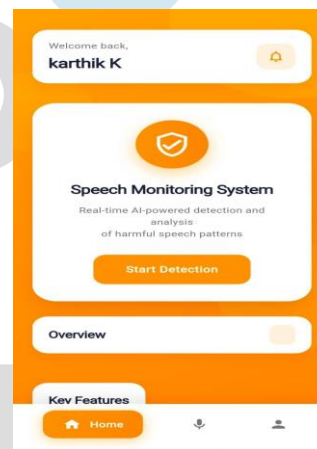 Welcome back,
karthik K
Speech Monitoring System
Real-time AI-powered detection and
analysis
of harmful speech patterns
Start Detection
Overview
Key Features
Home